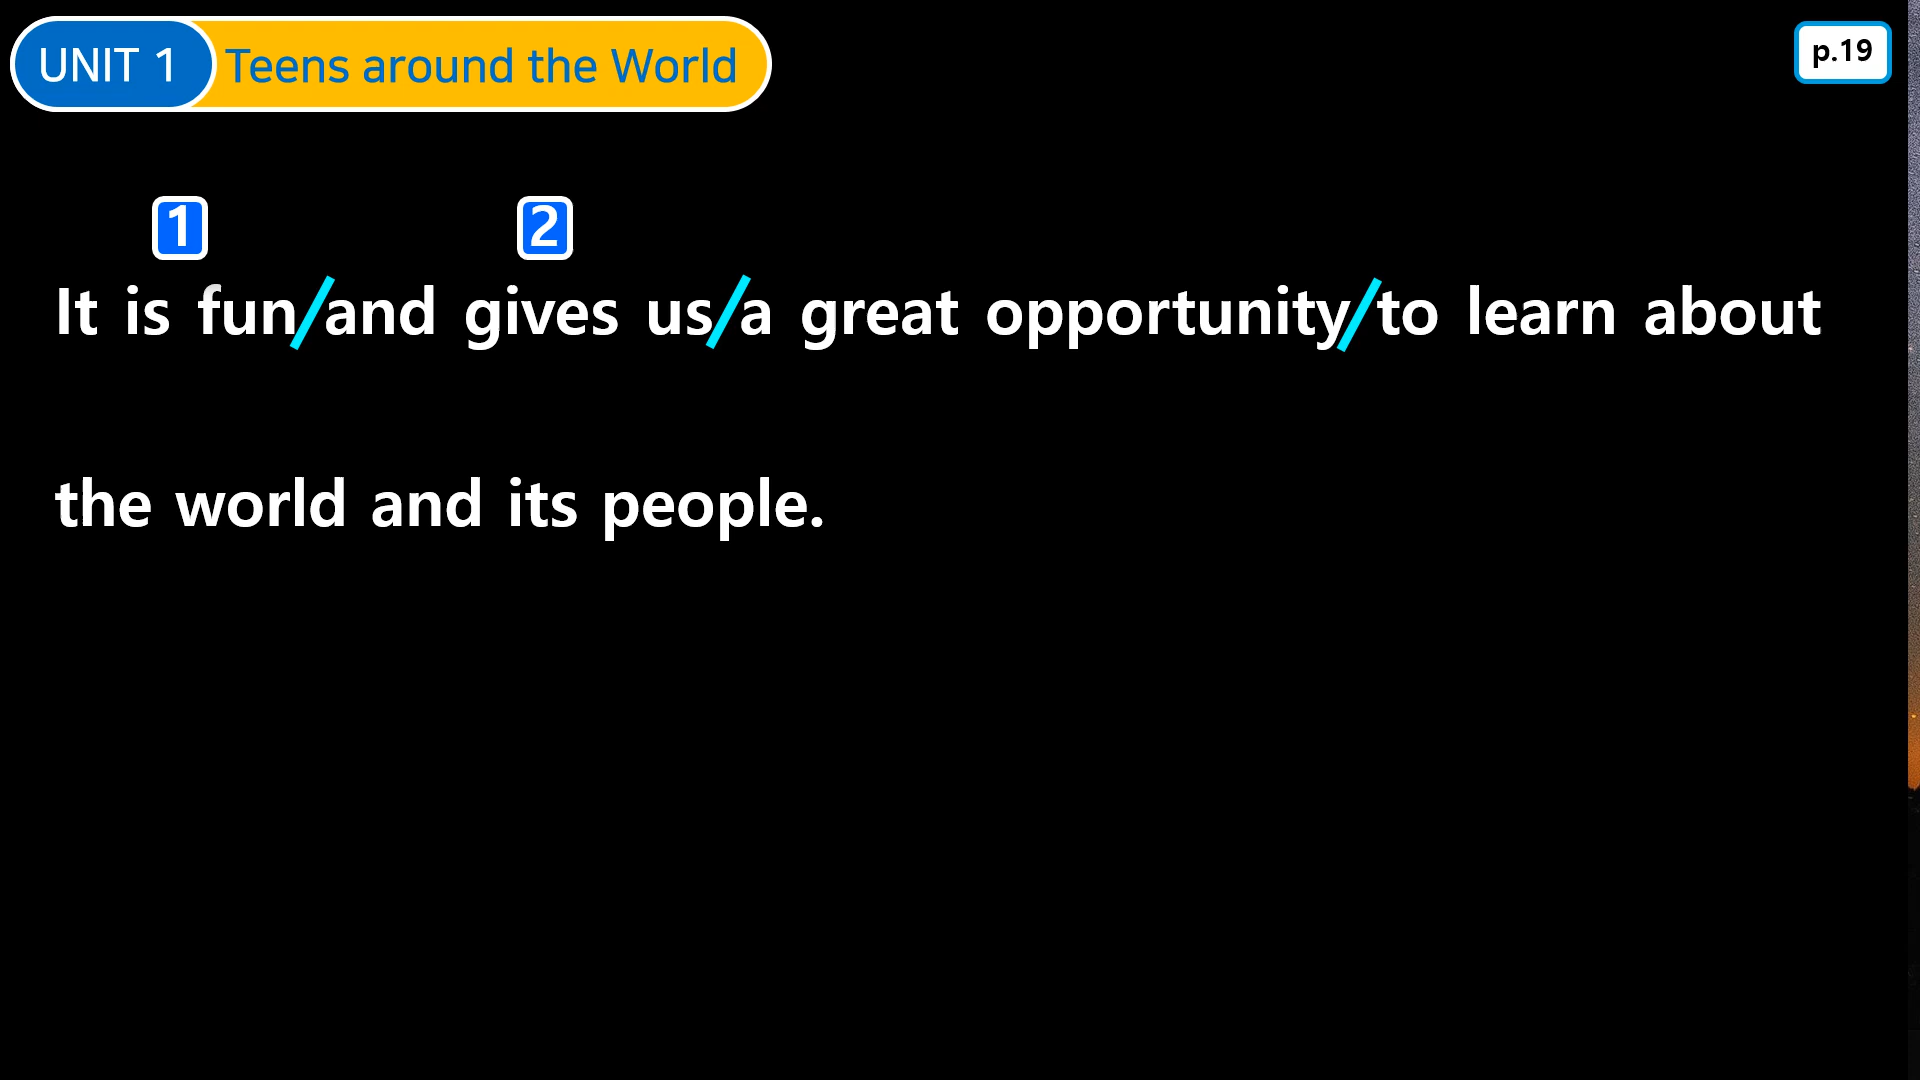 UNIT 1 Teens around the World
p.19
1 2
It is fun/and gives us/a great opportunity/to learn about
the world and its people.